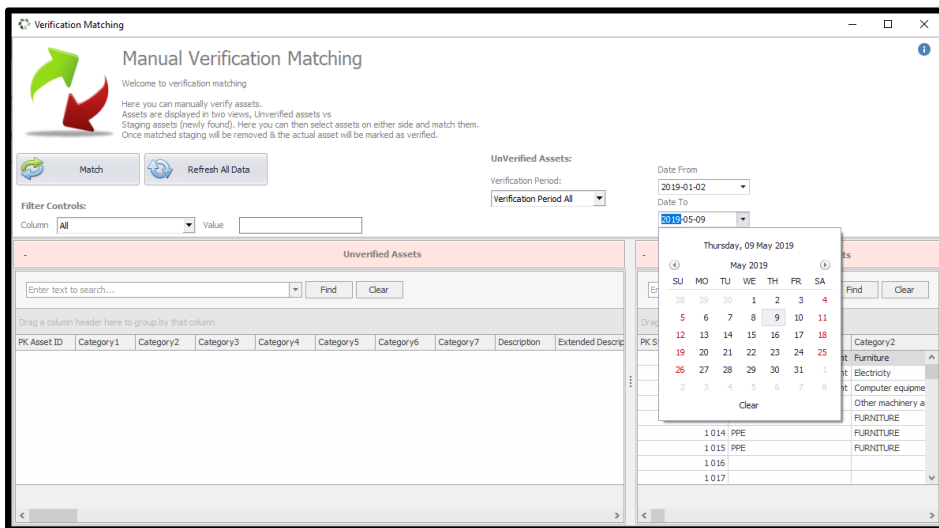 Verification Matching
Manual Verification Matching
Welcome to verification matching
Here you can manually verify assets.
Assets are displayed in two views, Unverified assets vs
Staging assets (newly found). Here you can then select assets on either side and match them.
Once matched staging will be removed & the actual asset will be marked as verified.
Match
Refresh All Data
UnVerified Assets:
Verification Period:
Verification Period All
Date From
2019-01-02
Date To
2019-05-09
Filter Controls:
Column All Value
- Unverified Assets
Enter text to search... Find Clear
Drag a column header here to group by that column
PK Asset ID Category1 Category2 Category3 Category4 Category5 Category6 Category7 Description Extended Descrip
Thursday, 09 May 2019
May 2019
SU MO TU WE TH FR SA
28 29 30 1 2 3 4
5 6 7 8 9 10 11
12 13 14 15 16 17 18
19 20 21 22 23 24 25
26 27 28 29 30 31 1
2 3 4 5 6 7 8
Clear
- ts
En Find Clear
Drag
PK S Category2
nt Furniture
nt Electricity
nt Computer equipme
Other machinery a
FURNITURE
1 014 PPE FURNITURE
1 015 PPE FURNITURE
1 016
1 017